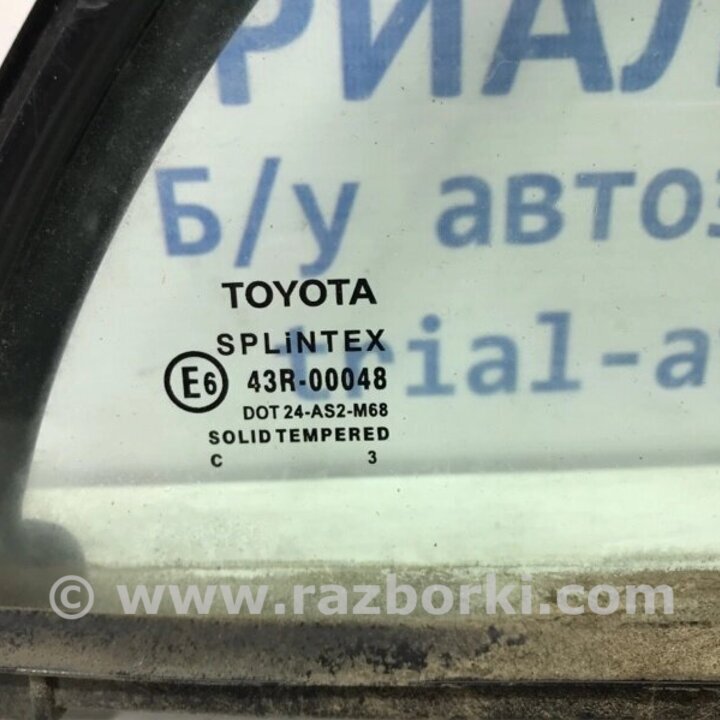 РИАЛ
Б/у автоз
trial-a
TOYOTA
SPLiNTEX
E6 43R-00048
DOT 24-AS2-M68
SOLID TEMPERED
C 3
© www.razborki.com